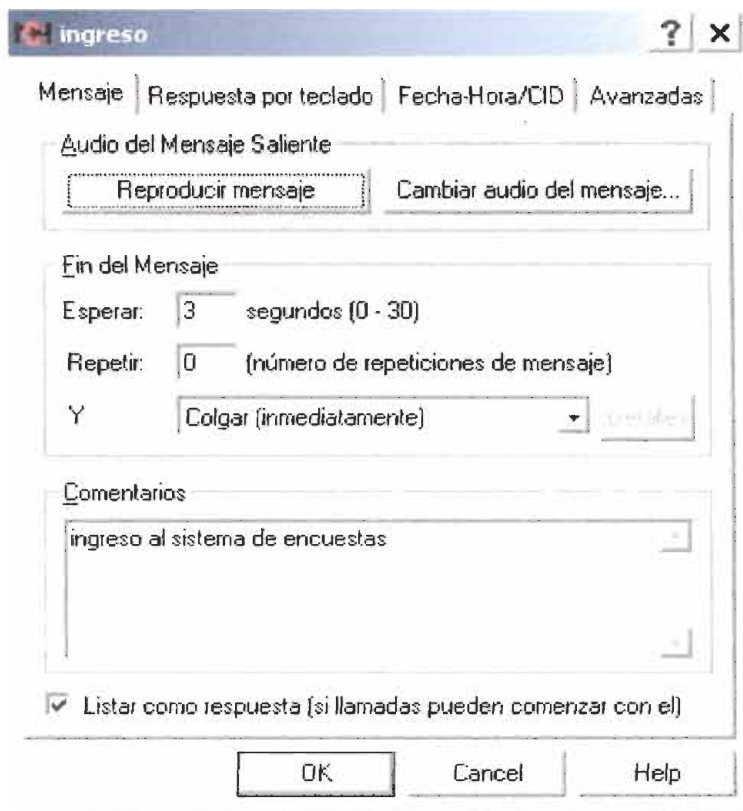 ingreso
Mensaje Respuesta por teclado Fecha-Hora/CID Avanzadas
Audio del Mensaje Saliente
Reproducir mensaje Cambiar audio del mensaje...
Fin del Mensaje
Esperar: 3 segundos (0 - 30)
Repetir: 0 (número de repeticiones de mensaje)
Y Colgar (inmediatamente)
Comentarios
ingreso al sistema de encuestas
Listar como respuesta (si llamadas pueden comenzar con el)
OK Cancel Help